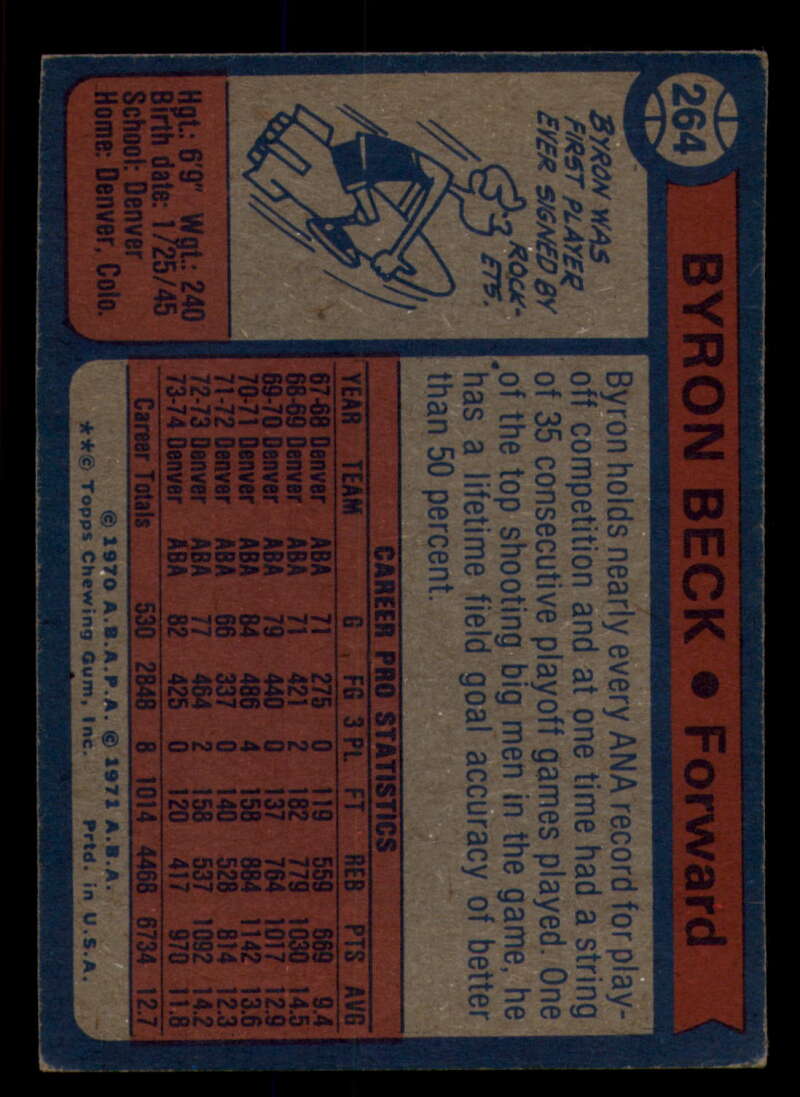 264
BYRON BECK • Forward
BYRON WAS
FIRST PLAYER
EVER SIGNED BY
ROCK-
ETS.
Hgt.: 6'9" Wgt.: 240
Birth date: 1/25/45
School: Denver
Home: Denver, Colo.
Byron holds nearly every ANA record for play-
off competition and at one time had a string
of 35 consecutive playoff games played. One
of the top shooting big men in the game, he
has a lifetime field goal accuracy of better
than 50 percent.
CAREER PRO STATISTICS
YEAR TEAM G FG 3 PL FT REB PTS AVG
67-68 Denver ABA 71 275 0 119 559 669 9.4
68-69 Denver ABA 71 421 2 182 779 1030 14.5
69-70 Denver ABA 79 440 0 137 764 1017 12.9
70-71 Denver ABA 84 486 4 158 884 1142 13.6
71-72 Denver ABA 66 337 0 140 528 814 12.3
72-73 Denver ABA 77 464 2 158 537 1092 14.2
73-74 Denver ABA 82 425 0 120 417 970 11.8
Career Totals 530 2848 8 1014 4468 6734 12.7
© 1970 A.B.A.P.A. © 1971 A.B.A.
**© Topps Chewing Gum, Inc. Prtd. in U.S.A.